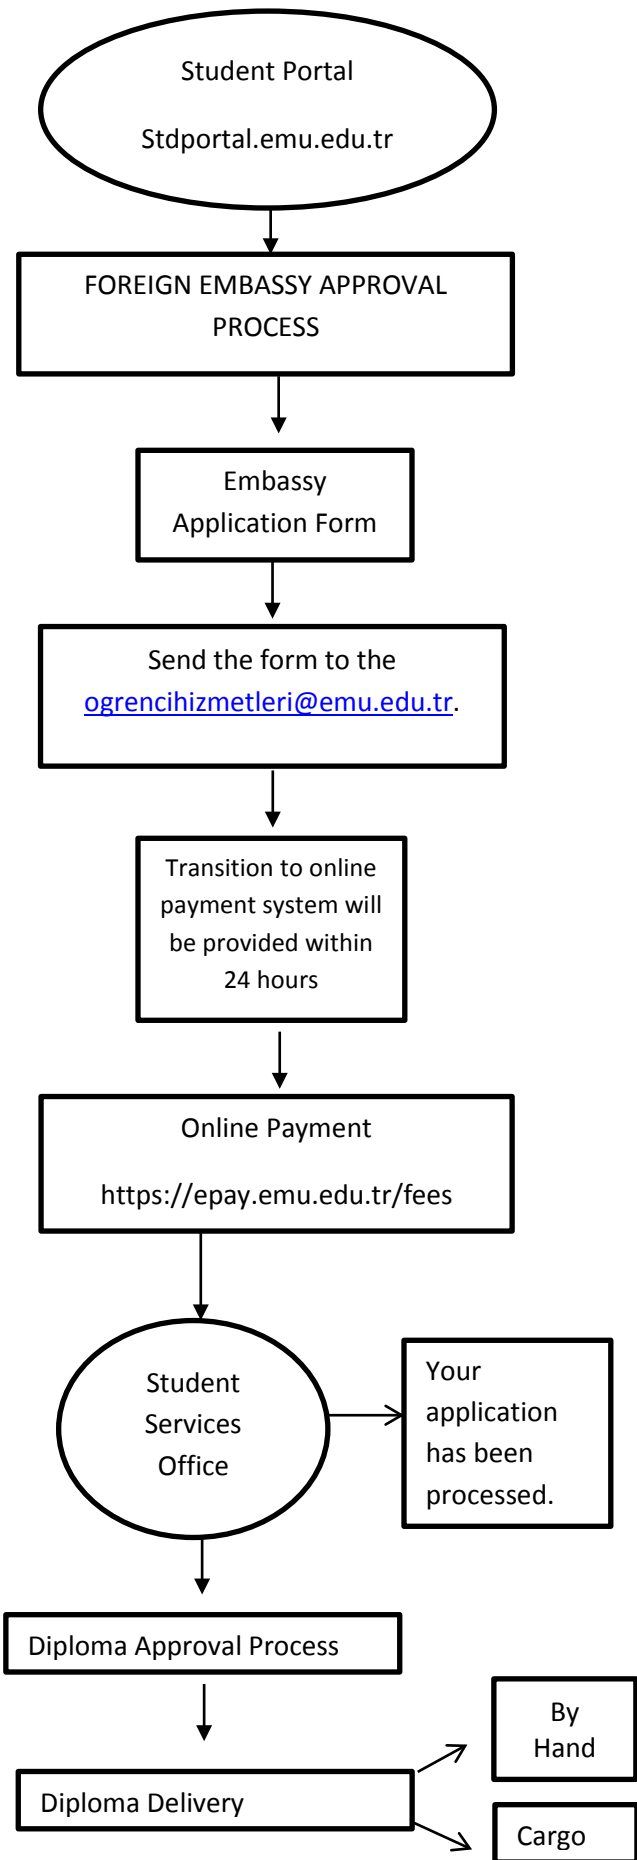 Student Portal
Stdportal.emu.edu.tr
FOREIGN EMBASSY APPROVAL
PROCESS
Embassy
Application Form
Send the form to the
ogrencihizmetleri@emu.edu.tr.
Transition to online
payment system will
be provided within
24 hours
Online Payment
https://epay.emu.edu.tr/fees
Student
Services
Office
Your
application
has been
processed.
Diploma Approval Process
By
Hand
Diploma Delivery
Cargo